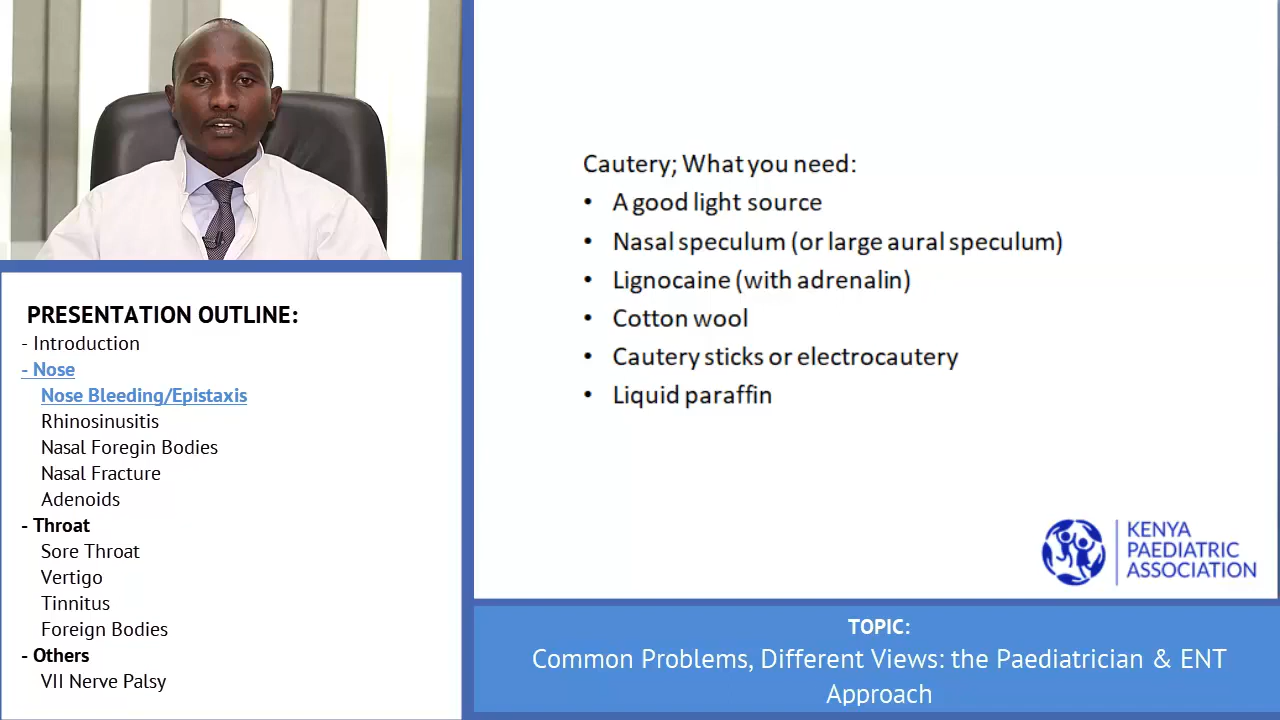 PRESENTATION OUTLINE:
- Introduction
- Nose
Nose Bleeding/Epistaxis
Rhinosinusitis
Nasal Foregin Bodies
Nasal Fracture
Adenoids
- Throat
Sore Throat
Vertigo
Tinnitus
Foreign Bodies
- Others
VII Nerve Palsy
Cautery; What you need:
• A good light source
• Nasal speculum (or large aural speculum)
• Lignocaine (with adrenalin)
• Cotton wool
• Cautery sticks or electrocautery
• Liquid paraffin
KENYA
PAEDIATRIC
ASSOCIATION
TOPIC:
Common Problems, Different Views: the Paediatrician & ENT
Approach